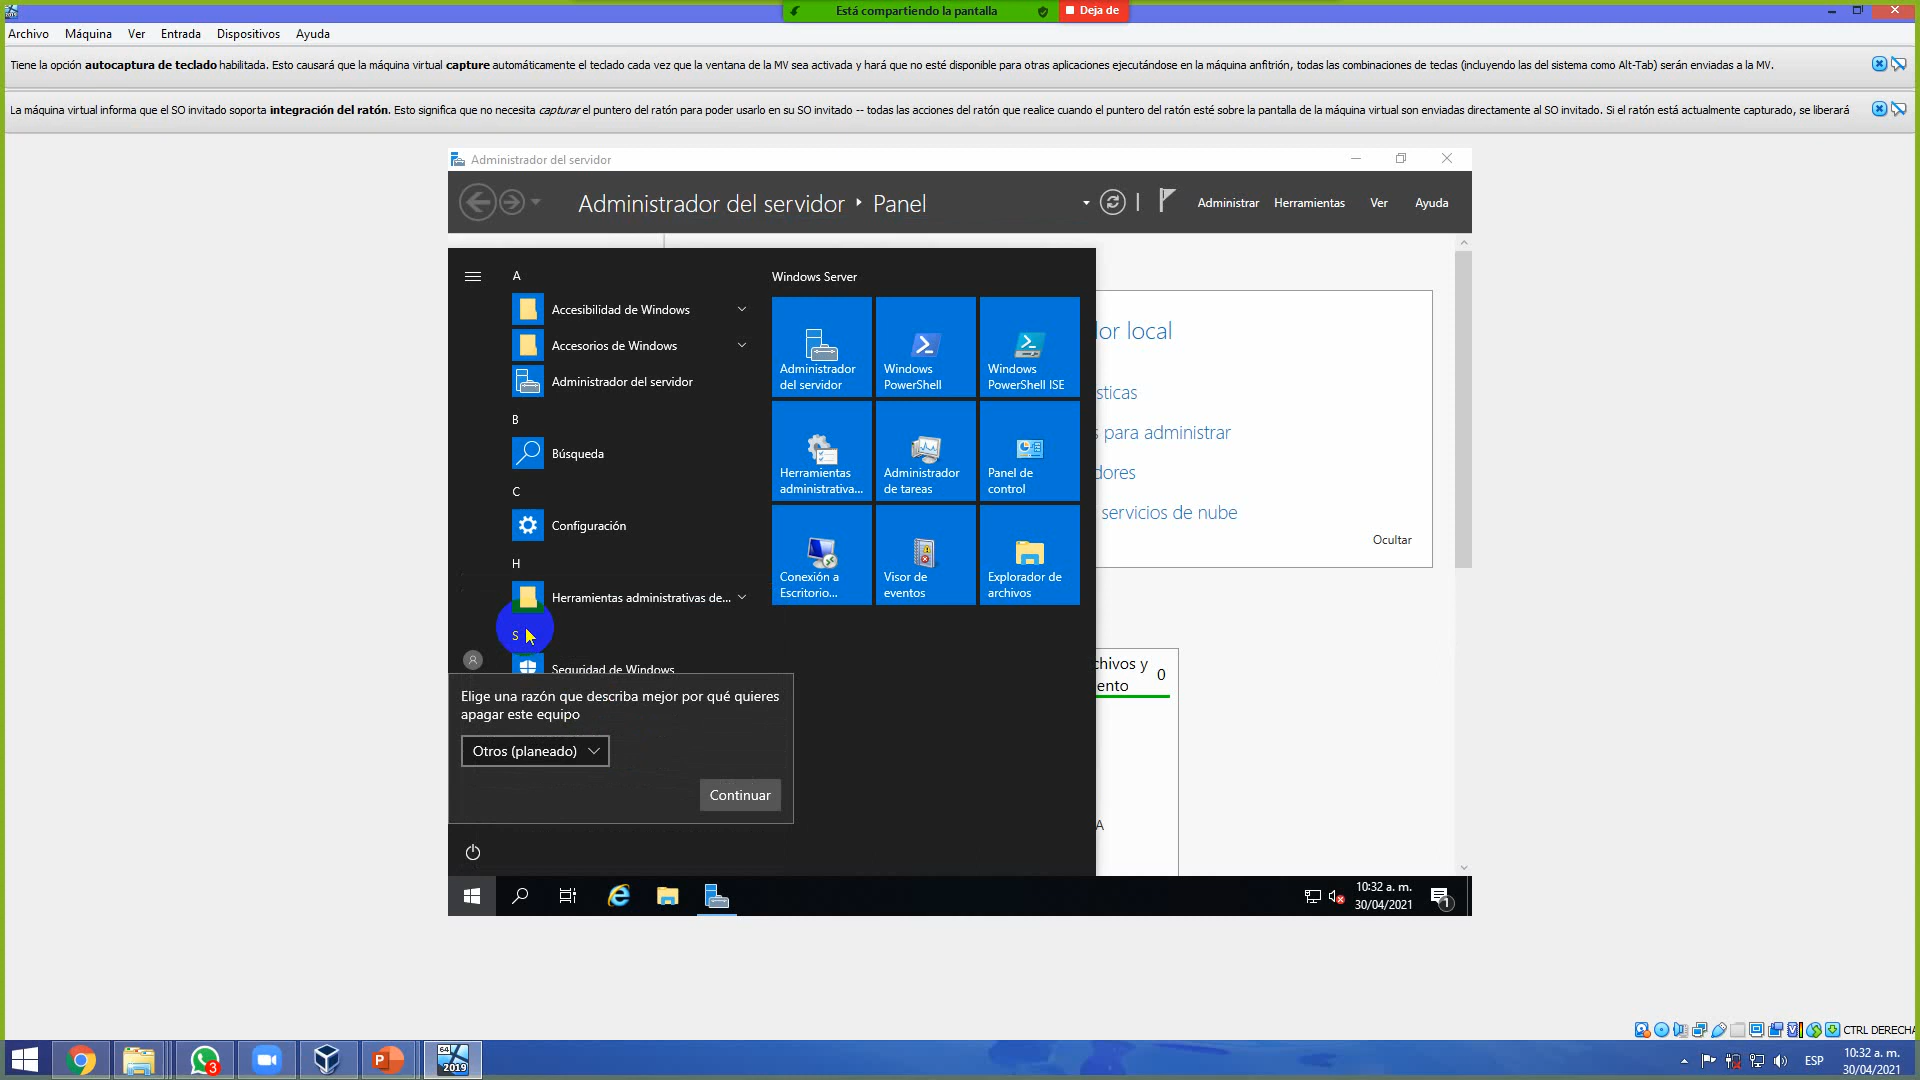 Está compartiendo la pantalla
Deja de
Archivo Máquina Ver Entrada Dispositivos Ayuda
Tiene la opción autocaptura de teclado habilitada. Esto causará que la máquina virtual capture automáticamente el teclado cada vez que la ventana de la MV sea activada y hará que no esté disponible para otras aplicaciones ejecutándose en la máquina anfitrión, todas las combinaciones de teclas (incluyendo las del sistema como Alt-Tab) serán enviadas a la MV.
La máquina virtual informa que el SO invitado soporta integración del ratón. Esto significa que no necesita capturar el puntero del ratón para poder usarlo en su SO invitado -- todas las acciones del ratón que realice cuando el puntero del ratón esté sobre la pantalla de la máquina virtual son enviadas directamente al SO invitado. Si el ratón está actualmente capturado, se liberará
Administrador del servidor
Administrador del servidor Panel
Administrar Herramientas Ver Ayuda
A
Accesibilidad de Windows
Accesorios de Windows
Administrador del servidor
B
Búsqueda
C
Configuración
H
Herramientas administrativas de...
S
Seguridad de Windows
Windows Server
Administrador
del servidor
Windows
PowerShell
Windows
PowerShell ISE
Herramientas
administrativa...
Administrador
de tareas
Panel de
control
Conexión a
Escritorio...
Visor de
eventos
Explorador de
archivos
or local
sticas
s para administrar
dores
servicios de nube
Ocultar
chivos y
ento
0
A
Elige una razón que describa mejor por qué quieres
apagar este equipo
Otros (planeado)
Continuar
10:32 a. m.
30/04/2021
1
CTRL DERECHA
3
64
2019
ESP
10:32 a. m.
30/04/2021